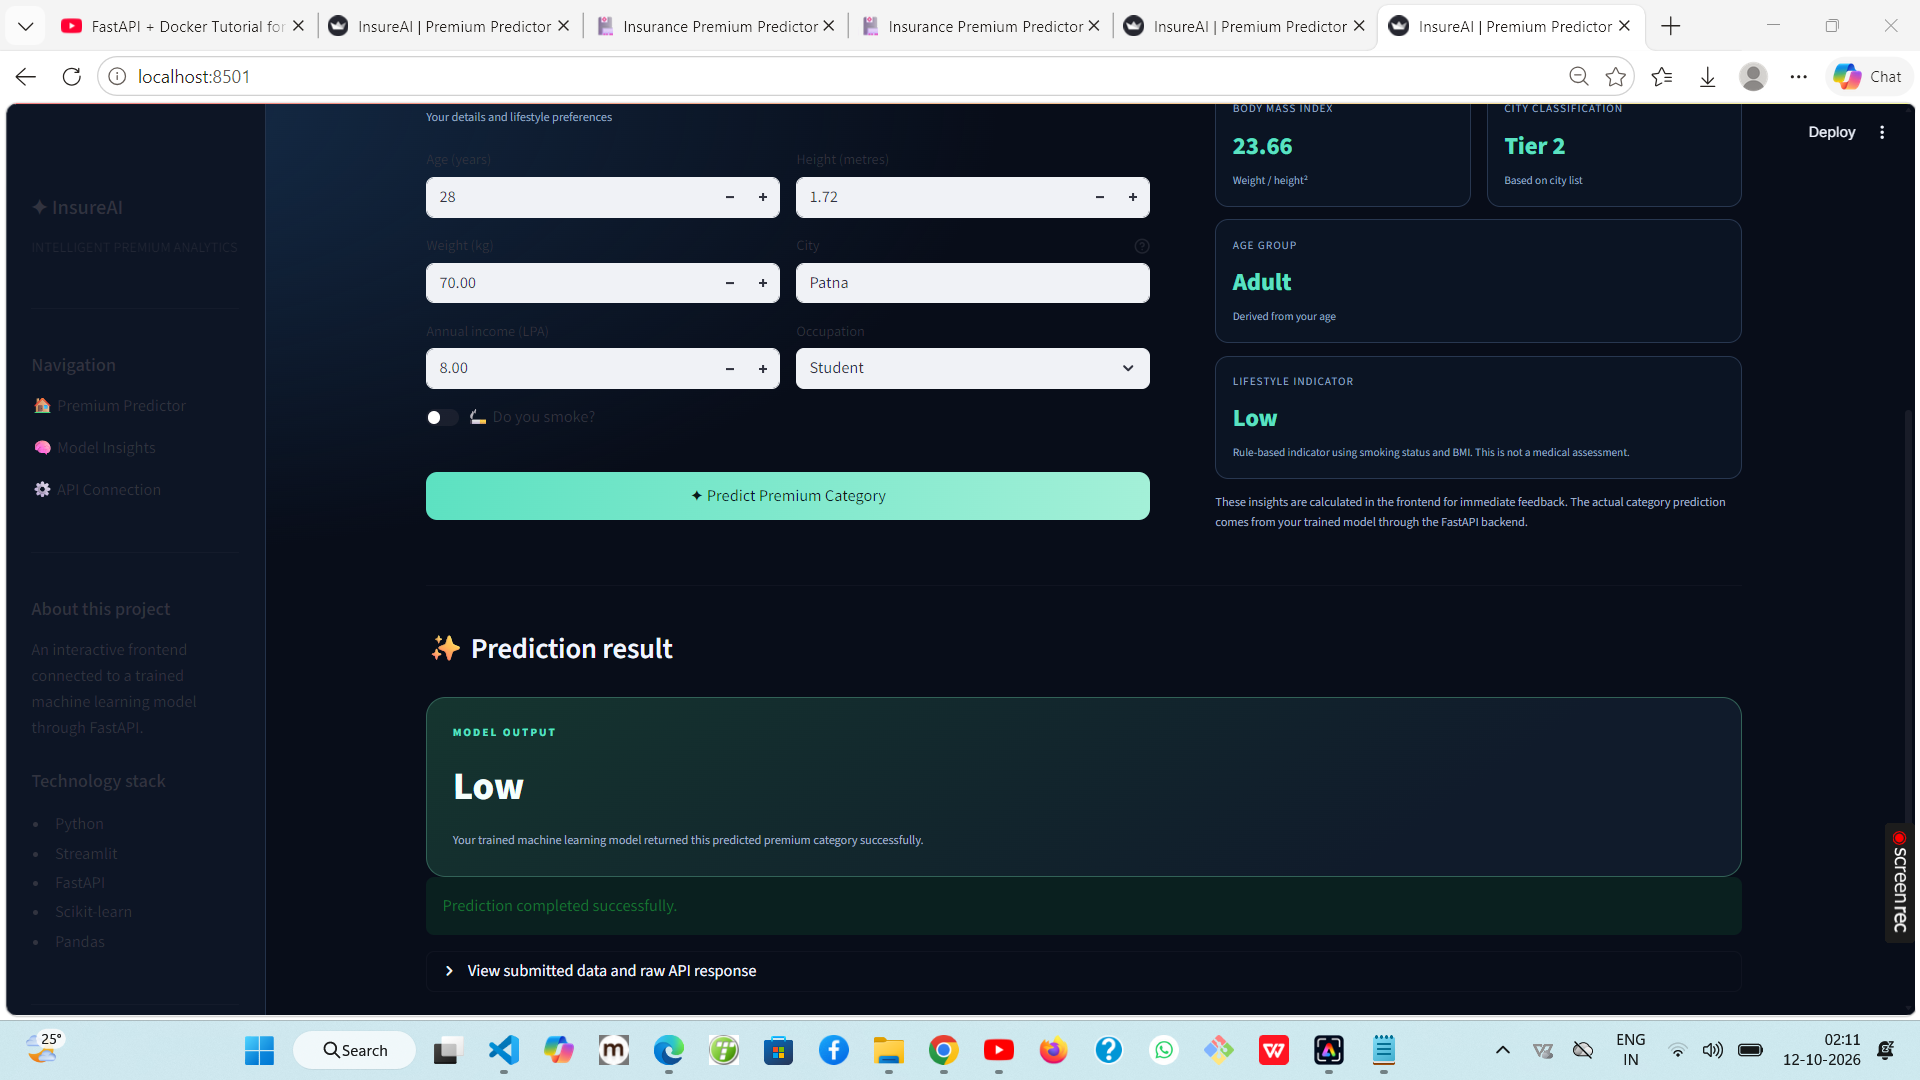 FastAPI + Docker Tutorial for
InsureAI | Premium Predictor
Insurance Premium Predictor
Insurance Premium Predictor
InsureAI | Premium Predictor
InsureAI | Premium Predictor
localhost:8501
Chat
Deploy
✦ InsureAI
INTELLIGENT PREMIUM ANALYTICS
Navigation
🏠 Premium Predictor
🧠 Model Insights
⚙️ API Connection
About this project
An interactive frontend
connected to a trained
machine learning model
through FastAPI.
Technology stack
• Python
• Streamlit
• FastAPI
• Scikit-learn
• Pandas
Your details and lifestyle preferences
Age (years)
28
Height (metres)
1.72
Weight (kg)
70.00
City
Patna
Annual income (LPA)
8.00
Occupation
Student
🚬 Do you smoke?
✦ Predict Premium Category
BODY MASS INDEX
23.66
Weight / height²
CITY CLASSIFICATION
Tier 2
Based on city list
AGE GROUP
Adult
Derived from your age
LIFESTYLE INDICATOR
Low
Rule-based indicator using smoking status and BMI. This is not a medical assessment.
These insights are calculated in the frontend for immediate feedback. The actual category prediction
comes from your trained model through the FastAPI backend.
✨ Prediction result
MODEL OUTPUT
Low
Your trained machine learning model returned this predicted premium category successfully.
Prediction completed successfully.
View submitted data and raw API response
screenrec
25°
Search
ENG
IN
02:11
12-10-2026